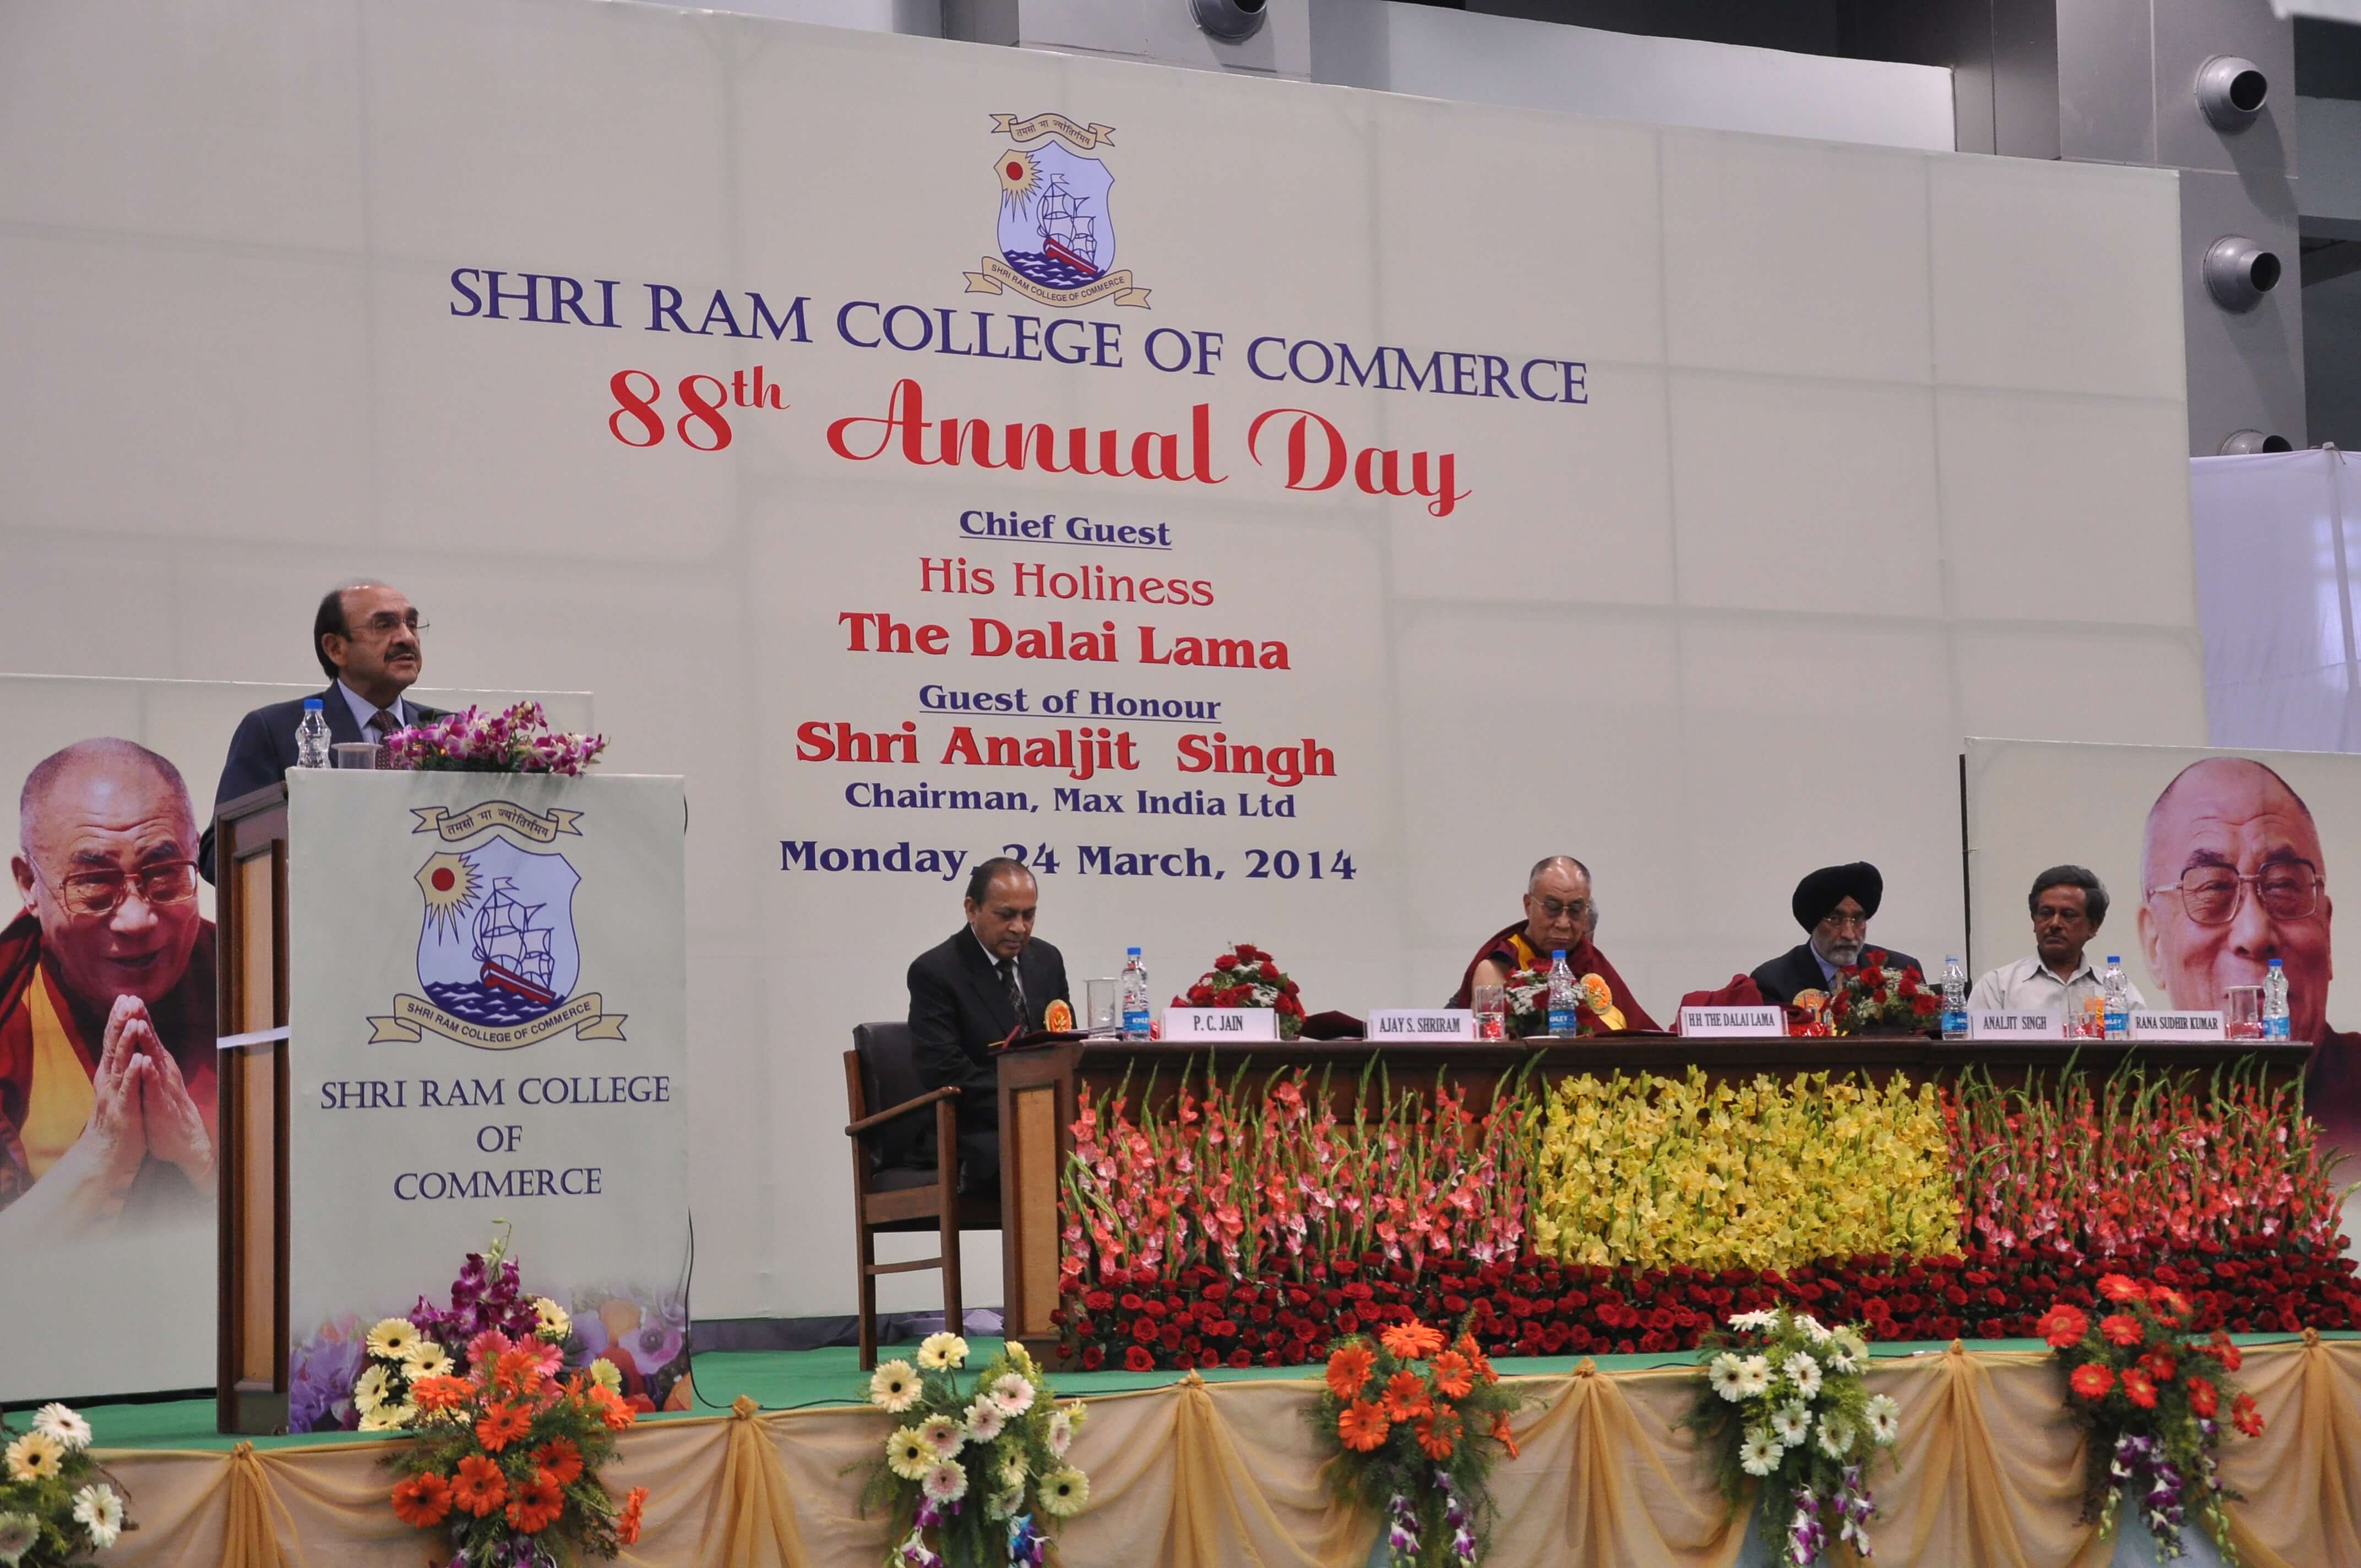 तमसो मा ज्योतिर्गमय
SHRI RAM COLLEGE OF COMMERCE
SHRI RAM COLLEGE OF COMMERCE
88th Annual Day
Chief Guest
His Holiness
The Dalai Lama
Guest of Honour
Shri Analjit Singh
Chairman, Max India Ltd
Monday, 24 March, 2014
तमसो मा ज्योतिर्गमय
SHRI RAM COLLEGE OF COMMERCE
SHRI RAM COLLEGE
OF
COMMERCE
P. C. JAIN
AJAY S. SHRIRAM
H.H THE DALAI LAMA
ANALJIT SINGH
RANA SUDHIR KUMAR